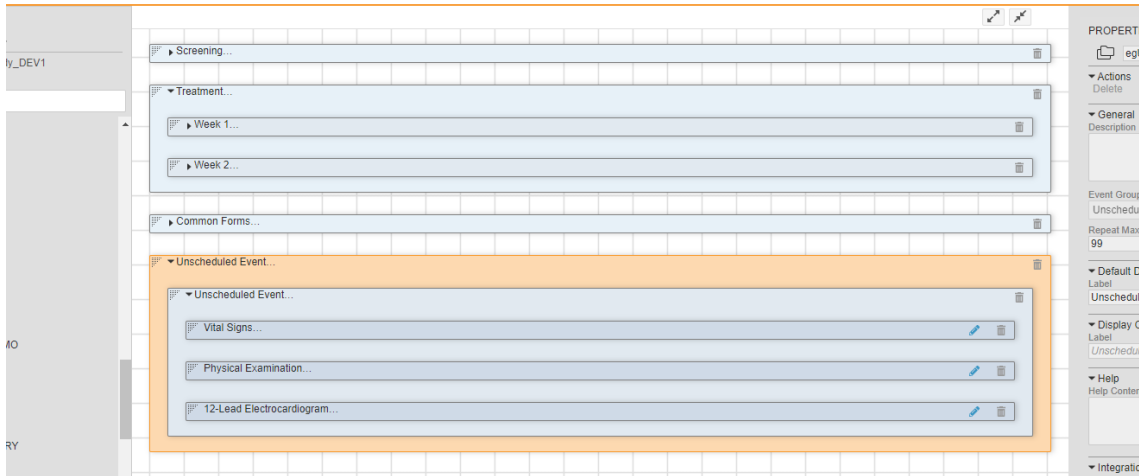 ly_DEV1
MO
RY
Screening...
Treatment...
Week 1...
Week 2...
Common Forms...
Unscheduled Event...
Unscheduled Event...
Vital Signs...
Physical Examination...
12-Lead Electrocardiogram...
PROPERT
eg
Actions
Delete
General
Description
Event Group
Unschedu
Repeat Max
99
Default D
Label
Unschedul
Display
Label
Unschedu
Help
Help Conten
Integratio